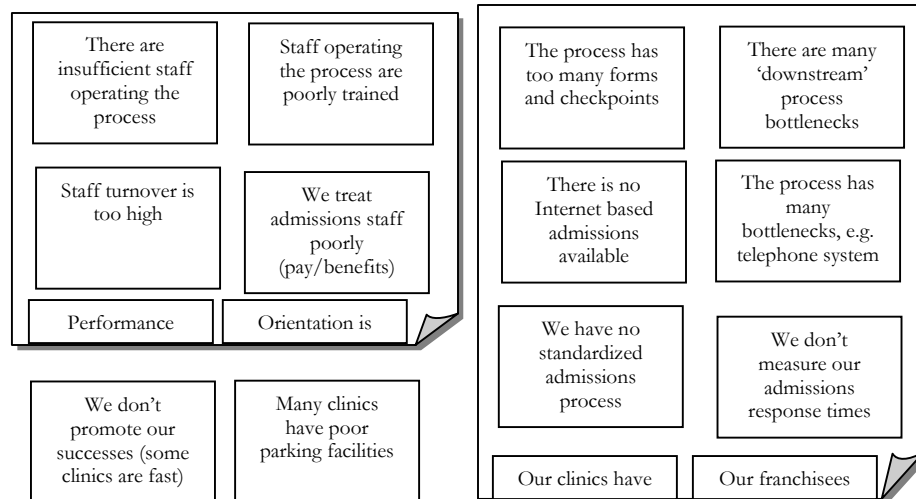 There are
insufficient staff
operating the
process
Staff operating
the process are
poorly trained
Staff turnover is
too high
We treat
admissions staff
poorly
(pay/benefits)
Performance
Orientation is
We don’t
promote our
successes (some
clinics are fast)
Many clinics
have poor
parking facilities
The process has
too many forms
and checkpoints
There are many
‘downstream’
process
bottlenecks
There is no
Internet based
admissions
available
The process has
many
bottlenecks, e.g.
telephone system
We have no
standardized
admissions
process
We don’t
measure our
admissions
response times
Our clinics have
Our franchisees